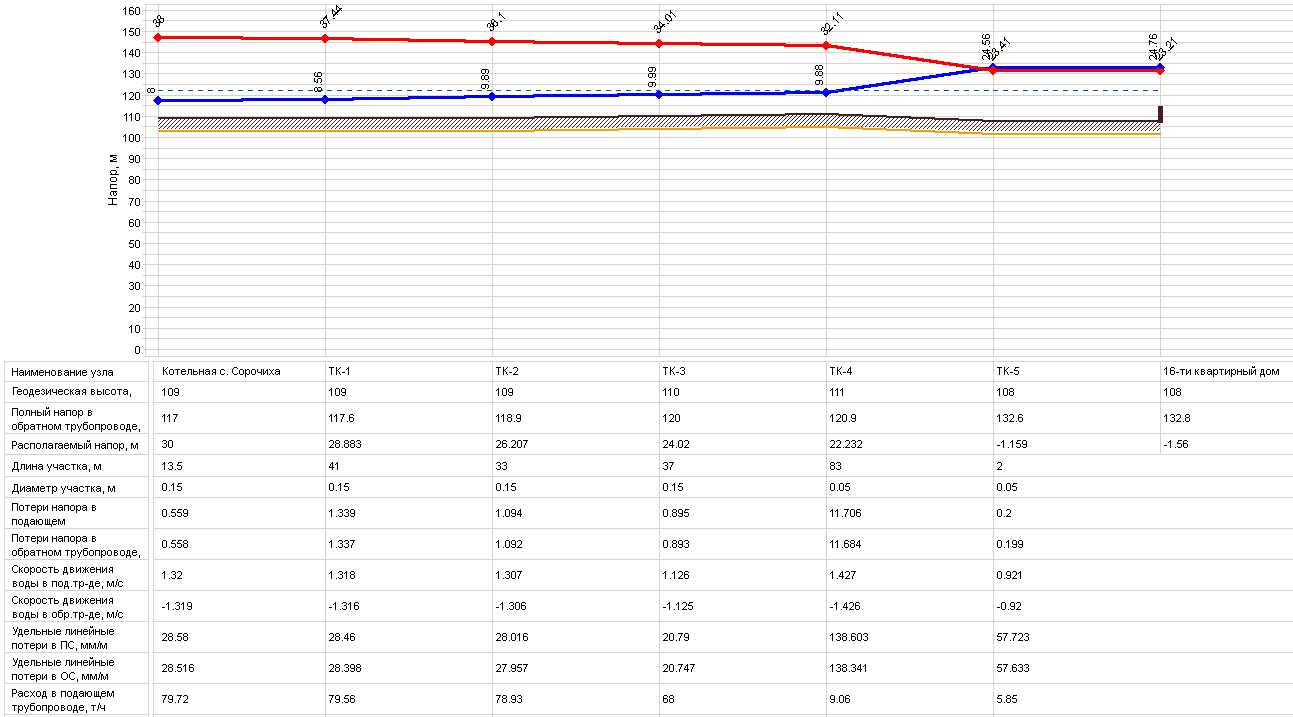 160
150
140
130
120
110
100
90
80
70
60
50
40
30
20
10
0
Напор, м
38
37.44
36.1
34.01
32.11
24.56
23.41
24.76
23.21
8
8.56
9.89
9.99
9.88
Наименование узла Котельная с. Сорочиха ТК-1 ТК-2 ТК-3 ТК-4 ТК-5 16-ти квартирный дом
Геодезическая высота, 109 109 109 110 111 108 108
Полный напор в
обратном трубопроводе, 117 117.6 118.9 120 120.9 132.6 132.8
Располагаемый напор, м 30 28.883 26.207 24.02 22.232 -1.159 -1.56
Длина участка, м 13.5 41 33 37 83 2
Диаметр участка, м 0.15 0.15 0.15 0.15 0.05 0.05
Потери напора в
подающем 0.559 1.339 1.094 0.895 11.706 0.2
Потери напора в
обратном трубопроводе, 0.558 1.337 1.092 0.893 11.684 0.199
Скорость движения
воды в под.тр-де, м/с 1.32 1.318 1.307 1.126 1.427 0.921
Скорость движения
воды в обр.тр-де, м/с -1.319 -1.316 -1.306 -1.125 -1.426 -0.92
Удельные линейные
потери в ПС, мм/м 28.58 28.46 28.016 20.79 138.603 57.723
Удельные линейные
потери в ОС, мм/м 28.516 28.398 27.957 20.747 138.341 57.633
Расход в подающем
трубопроводе, т/ч 79.72 79.56 78.93 68 9.06 5.85